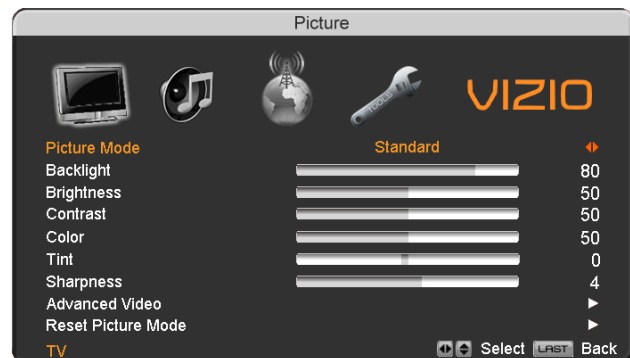 Picture
TOOLS
VIZIO
Picture Mode Standard
Backlight 80
Brightness 50
Contrast 50
Color 50
Tint 0
Sharpness 4
Advanced Video
Reset Picture Mode
TV Select LAST Back